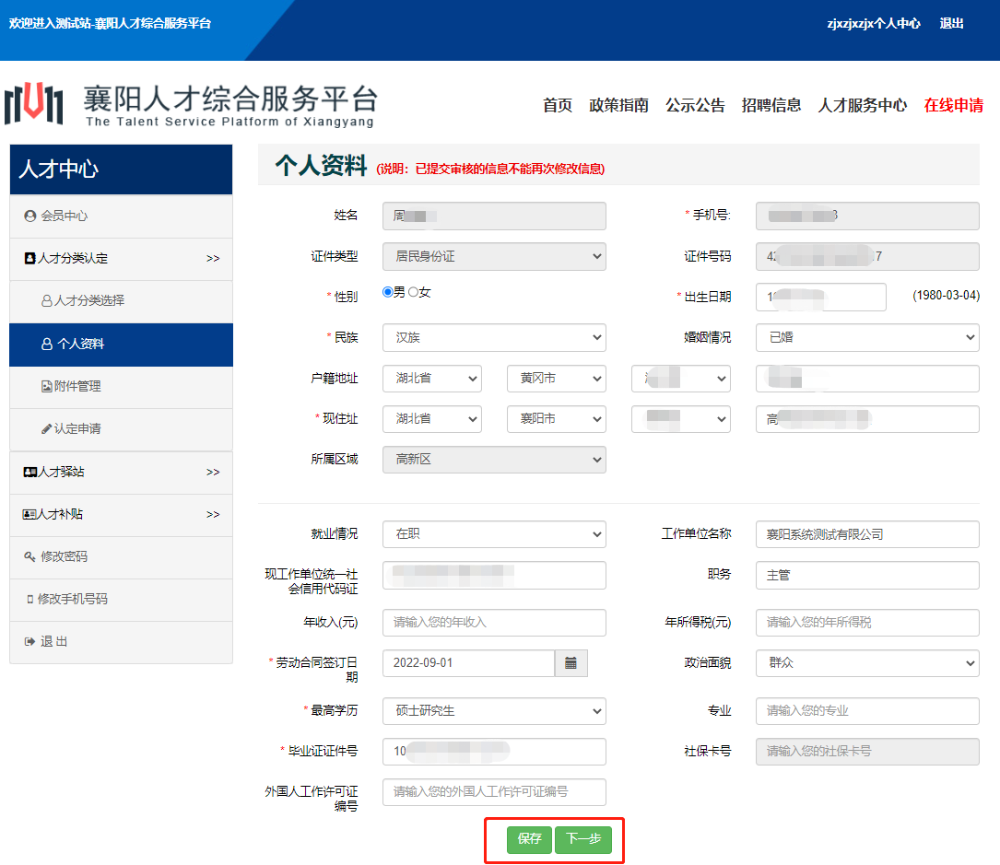 欢迎进入测试站-襄阳人才综合服务平台
zjxzjxzjx个人中心 退出
襄阳人才综合服务平台
The Talent Service Platform of Xiangyang
首页 政策指南 公示公告 招聘信息 人才服务中心 在线申请
人才中心
会员中心
人才分类认定 >>
人才分类选择
个人资料
附件管理
认定申请
人才驿站 >>
人才补贴 >>
修改密码
修改手机号码
退 出
个人资料 (说明：已提交审核的信息不能再次修改信息)
姓名 周
* 手机号: 3
证件类型 居民身份证
证件号码 42 7
* 性别 男 女
* 出生日期 1 (1980-03-04)
* 民族 汉族
婚姻情况 已婚
户籍地址 湖北省 黄冈市
* 现住址 湖北省 襄阳市 高
所属区域 高新区
就业情况 在职
工作单位名称 襄阳系统测试有限公司
现工作单位统一社
会信用代码证
职务 主管
年收入(元) 请输入您的年收入
年所得税(元) 请输入您的年所得税
* 劳动合同签订日
期
2022-09-01
政治面貌 群众
* 最高学历 硕士研究生
专业 请输入您的专业
* 毕业证证件号 10
社保卡号 请输入您的社保卡号
外国人工作许可证
编号
请输入您的外国人工作许可证编号
保存 下一步